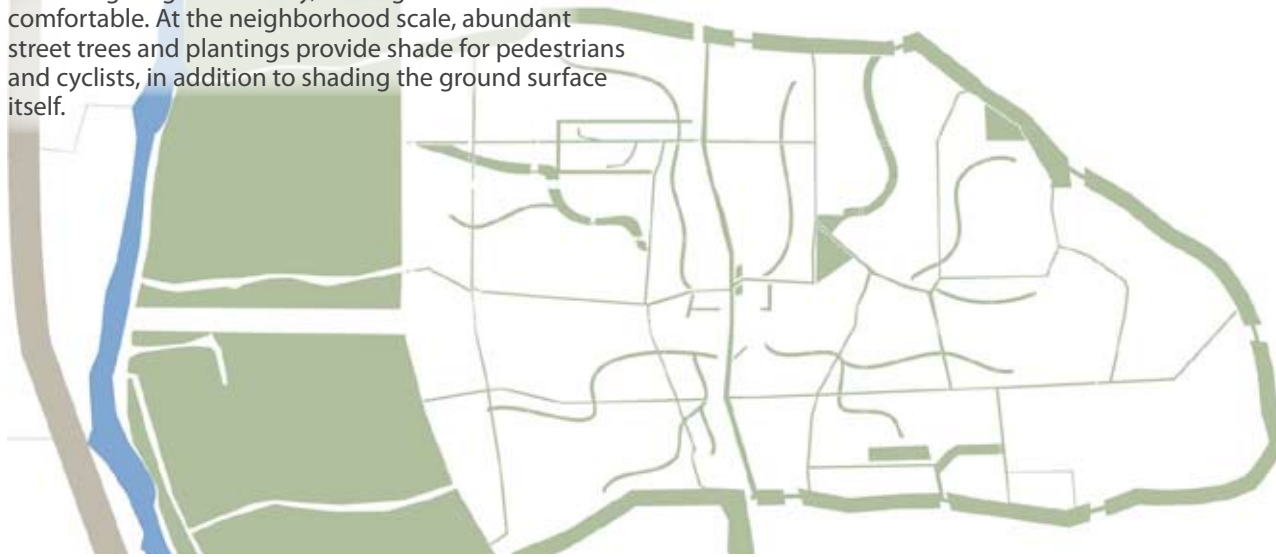 comfortable. At the neighborhood scale, abundant
street trees and plantings provide shade for pedestrians
and cyclists, in addition to shading the ground surface
itself.